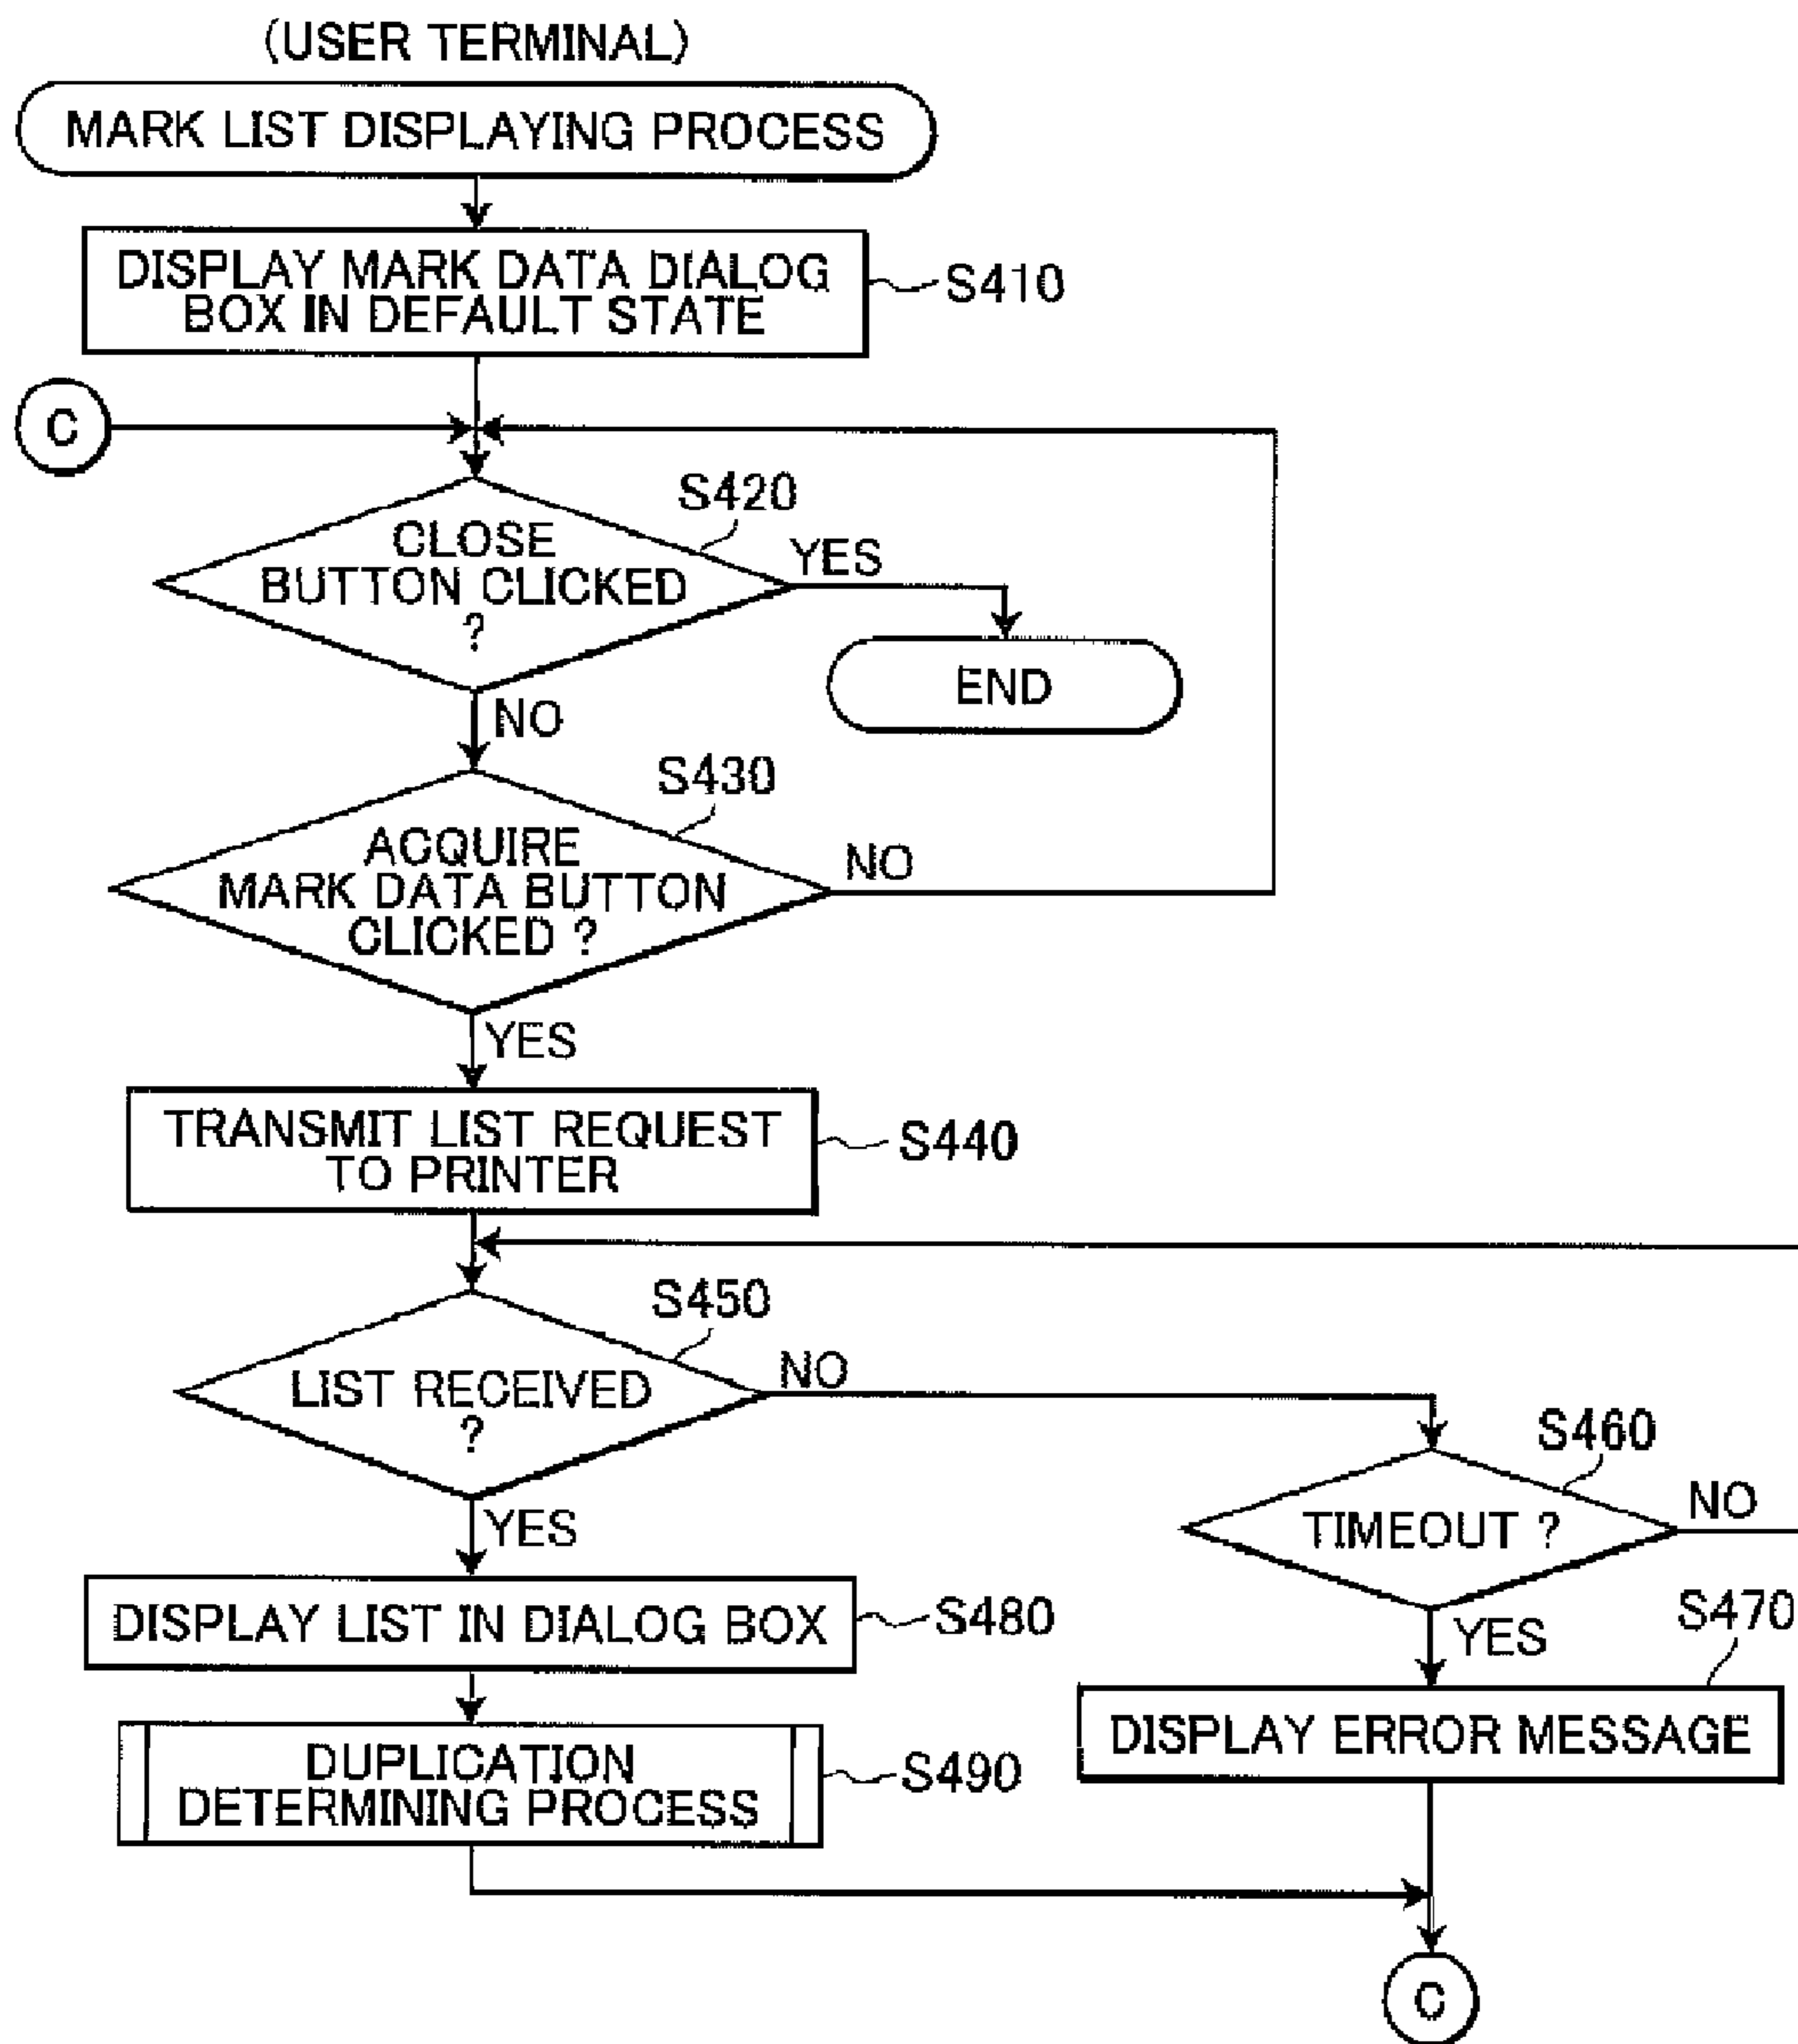 (USER TERMINAL)
MARK LIST DISPLAYING PROCESS
DISPLAY MARK DATA DIALOG
BOX IN DEFAULT STATE
S410
C
S420
CLOSE
BUTTON CLICKED
?
YES
END
NO
S430
ACQUIRE
MARK DATA BUTTON
CLICKED ?
NO
YES
TRANSMIT LIST REQUEST
TO PRINTER
S440
S450
LIST RECEIVED
?
NO
S460
TIMEOUT ?
NO
YES
DISPLAY LIST IN DIALOG BOX
S480
YES
S470
DISPLAY ERROR MESSAGE
DUPLICATION
DETERMINING PROCESS
S490
C